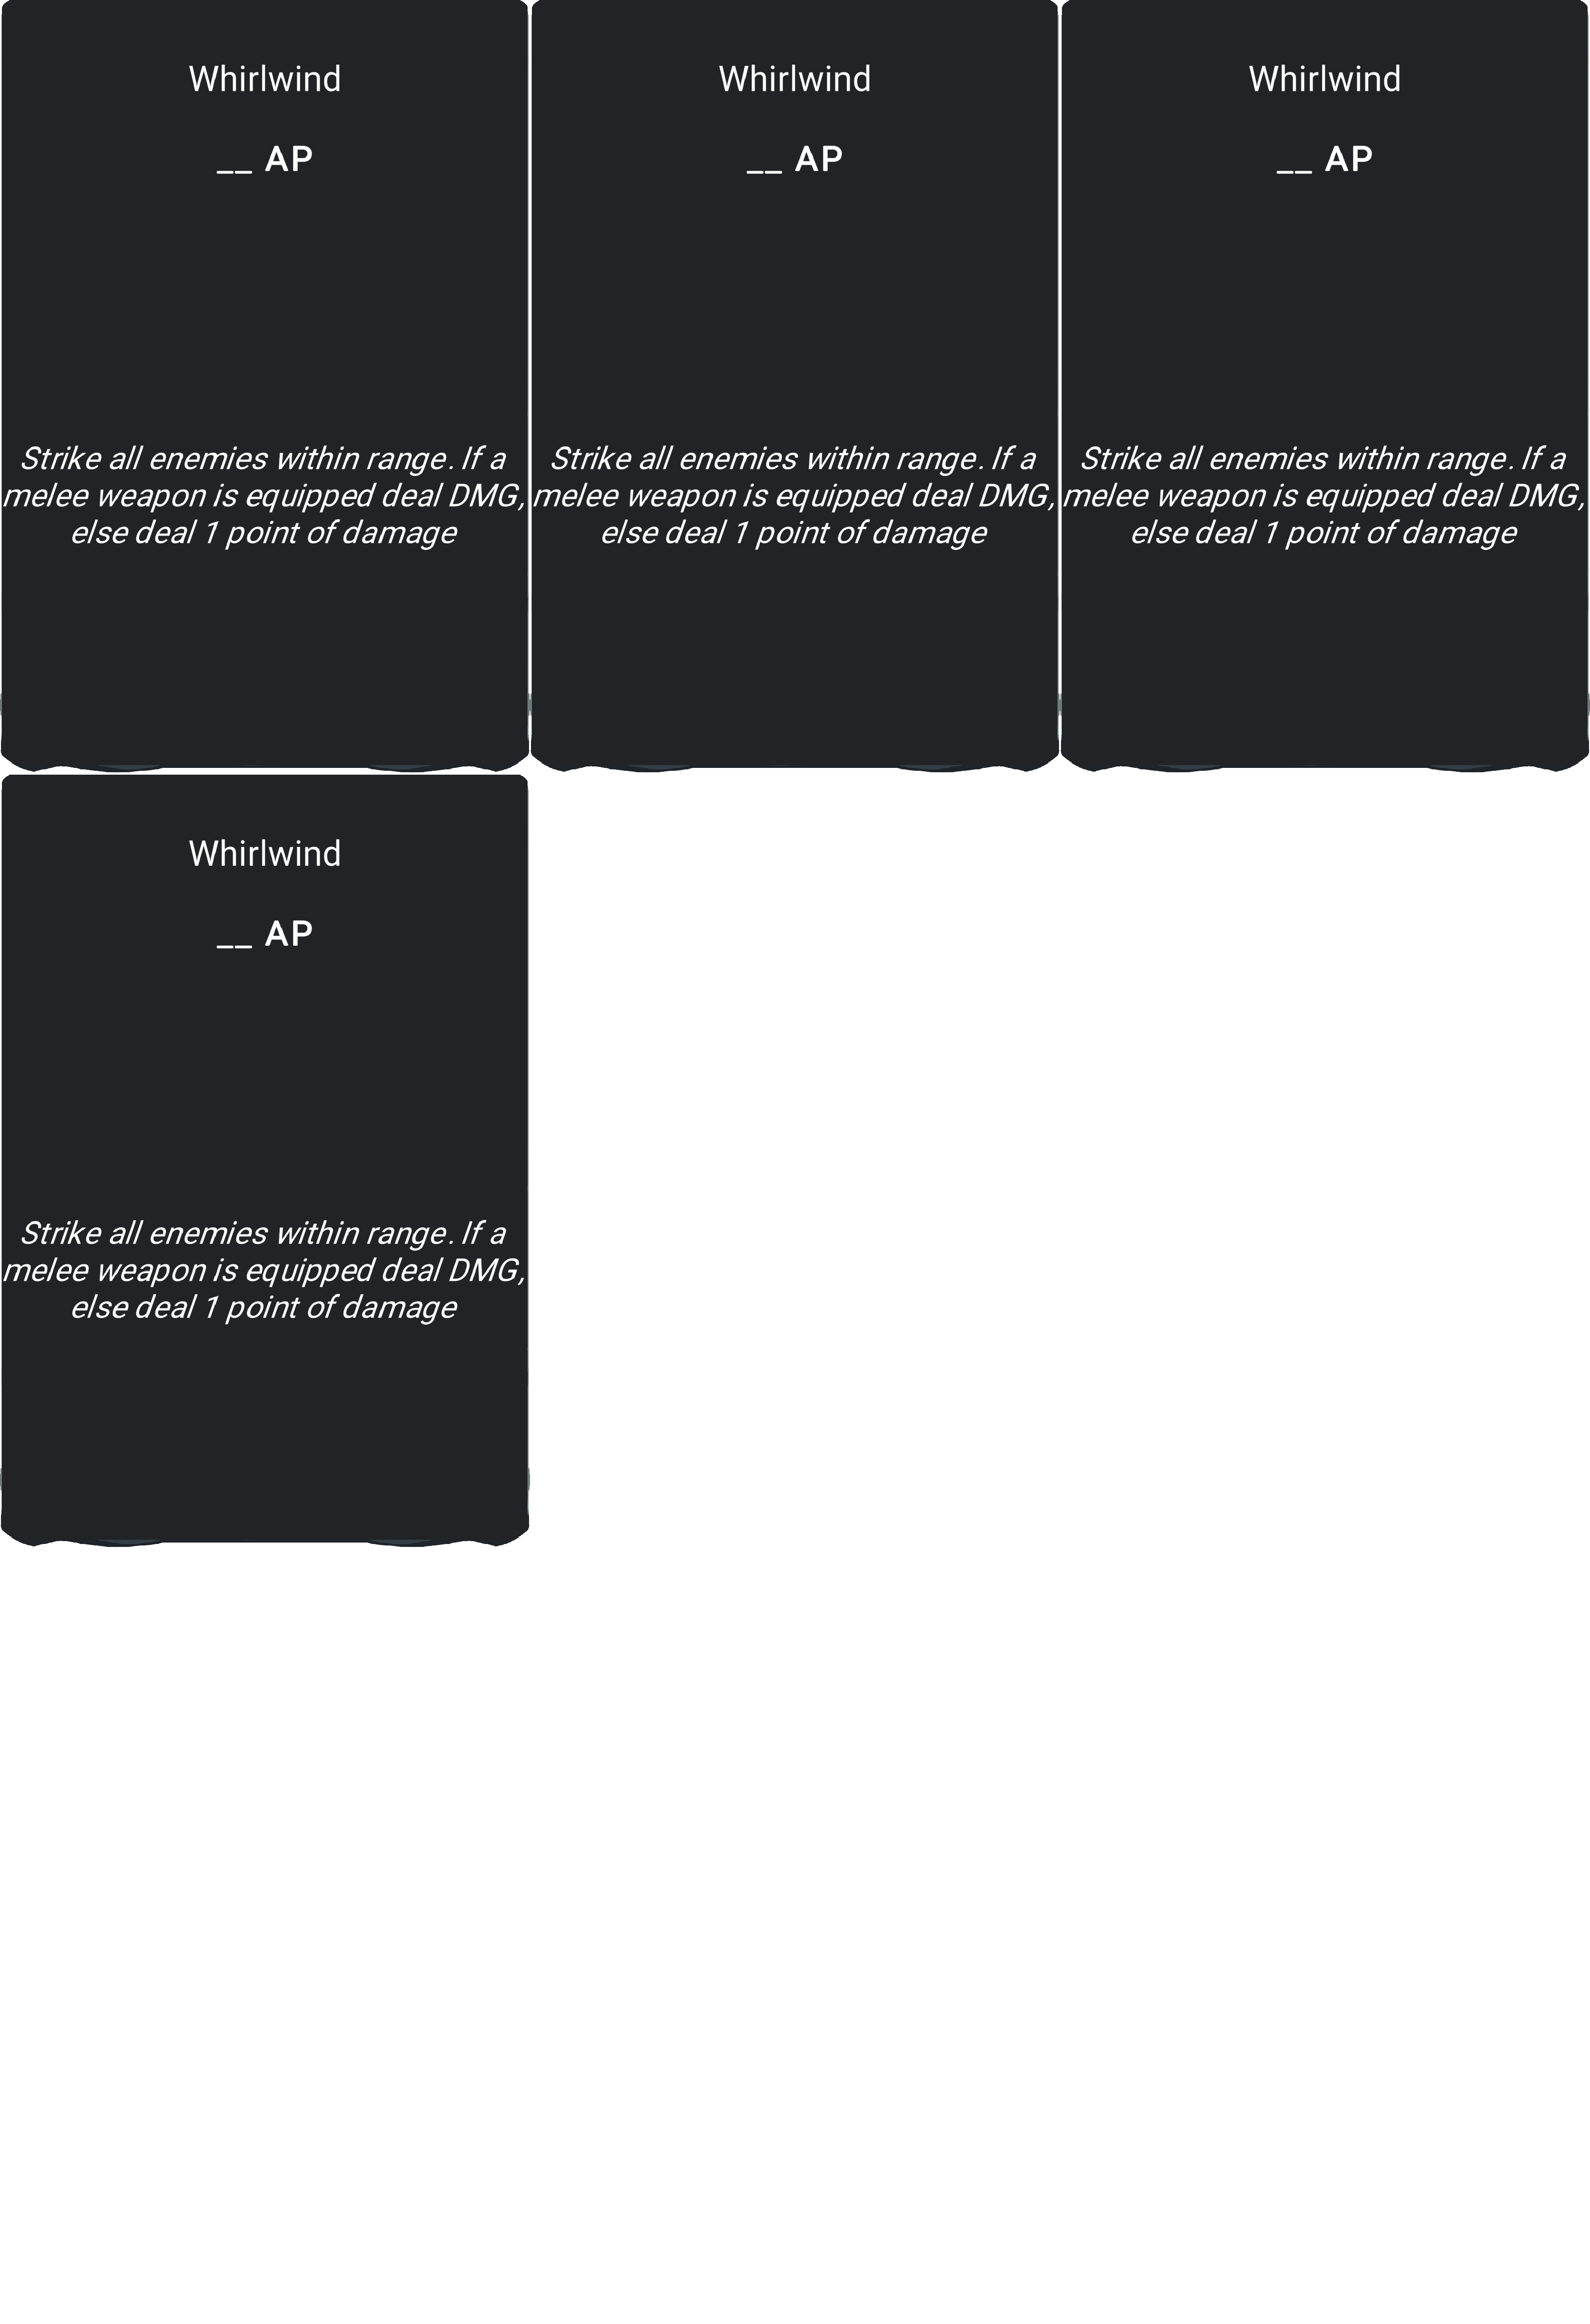 Whirlwind
__ AP
Strike all enemies within range. If a
melee weapon is equipped deal DMG,
else deal 1 point of damage
Whirlwind
__ AP
Strike all enemies within range. If a
melee weapon is equipped deal DMG,
else deal 1 point of damage
Whirlwind
__ AP
Strike all enemies within range. If a
melee weapon is equipped deal DMG,
else deal 1 point of damage
Whirlwind
__ AP
Strike all enemies within range. If a
melee weapon is equipped deal DMG,
else deal 1 point of damage